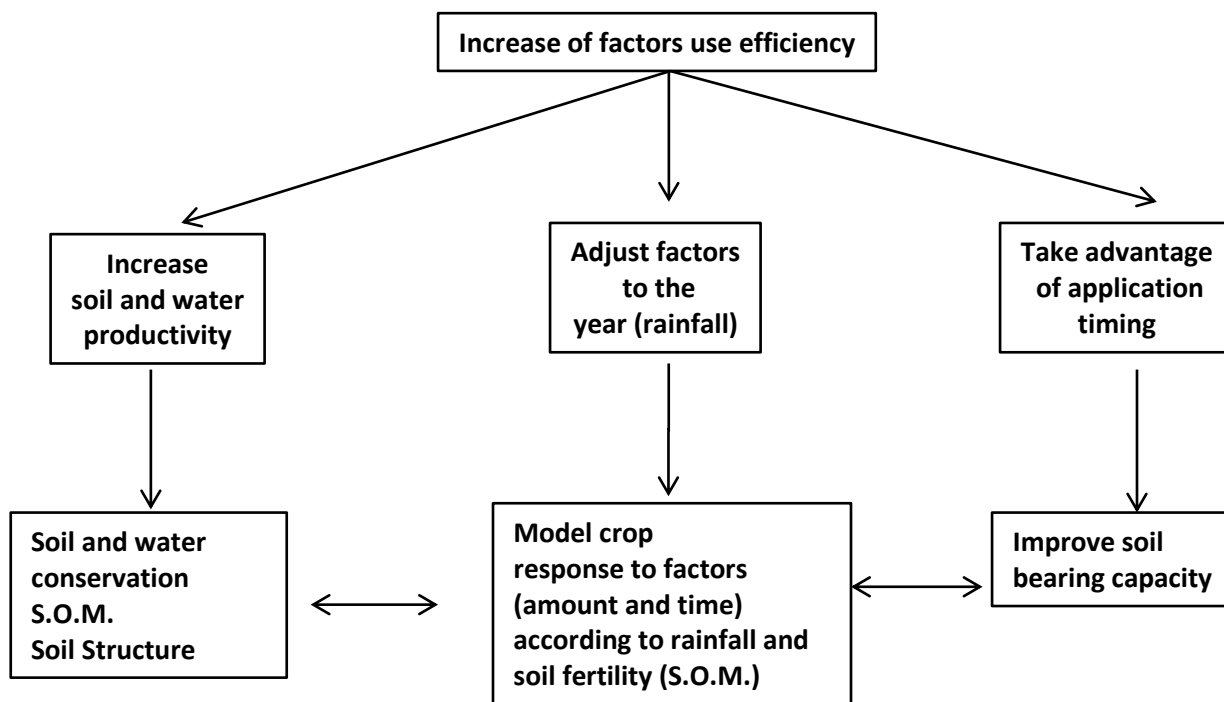 Increase of factors use efficiency
Increase
soil and water
productivity
Adjust factors
to the
year (rainfall)
Take advantage
of application
timing
Soil and water
conservation
S.O.M.
Soil Structure
Model crop
response to factors
(amount and time)
according to rainfall and
soil fertility (S.O.M.)
Improve soil
bearing capacity